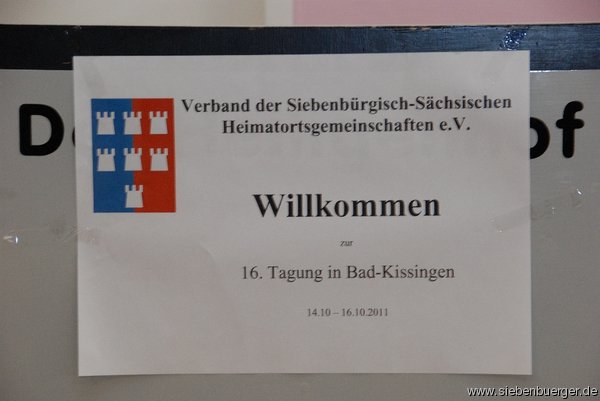 Verband der Siebenbürgisch-Sächsischen
Heimatortsgemeinschaften e.V.
Willkommen
zur
16. Tagung in Bad-Kissingen
14.10 – 16.10.2011
www.siebenbuerger.de